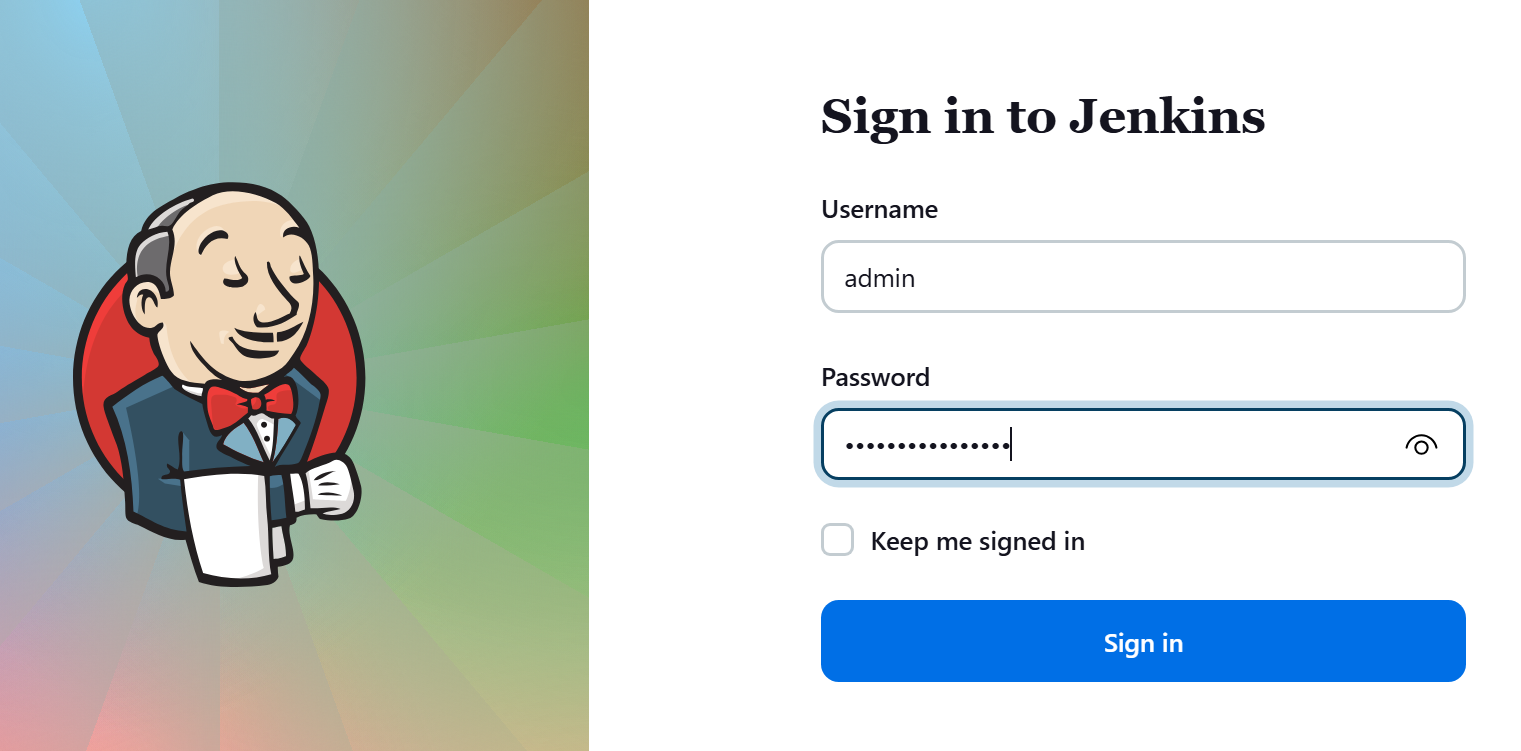 Sign in to Jenkins
Username
admin
Password
••••••••••••••••
Keep me signed in
Sign in